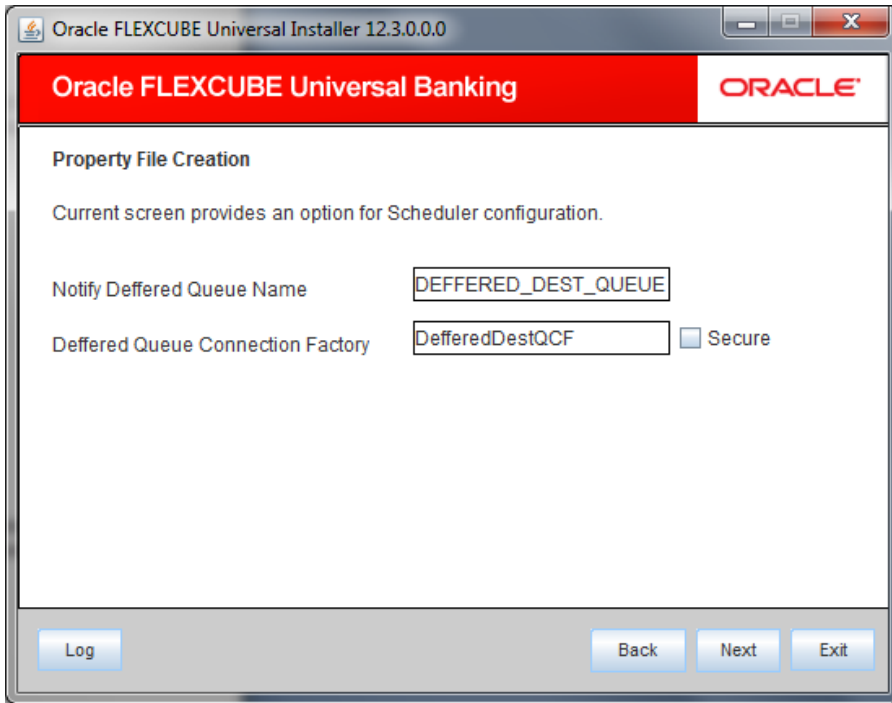 Oracle FLEXCUBE Universal Installer 12.3.0.0.0
Oracle FLEXCUBE Universal Banking
ORACLE
Property File Creation
Current screen provides an option for Scheduler configuration.
Notify Deffered Queue Name DEFFERED_DEST_QUEUE
Deffered Queue Connection Factory DefferedDestQCF Secure
Log Back Next Exit